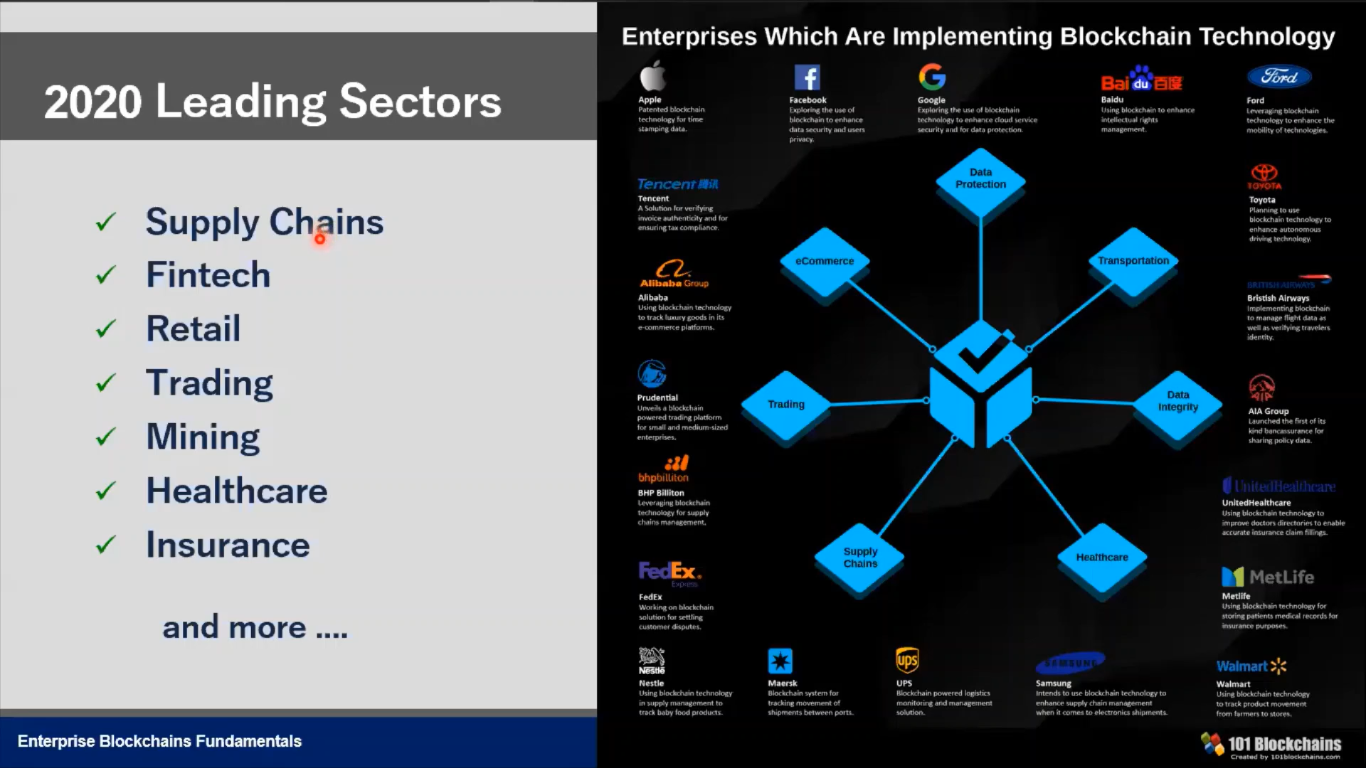 2020 Leading Sectors
✓ Supply Chains
✓ Fintech
✓ Retail
✓ Trading
✓ Mining
✓ Healthcare
✓ Insurance
and more ....
Enterprise Blockchains Fundamentals
Enterprises Which Are Implementing Blockchain Technology
Apple
Patented blockchain
technology for time
stamping data.
Facebook
Exploring the use of
blockchain to enhance
data security and users
privacy.
Google
Exploring the use of blockchain
technology to enhance cloud service
security and for data protection.
Bai du 百度
Baidu
Using blockchain to enhance
intellectual rights
management.
Ford
Ford
Leveraging blockchain
technology to enhance the
mobility of technologies.
Tencent 腾讯
Tencent
A Solution for verifying
invoice authenticity and for
ensuring tax compliance.
Alibaba Group
Alibaba
Using blockchain technology
to track luxury goods in its
e-commerce platforms.
Prudential
Unveils a blockchain
powered trading platform
for small and medium-sized
enterprises.
bhpbilliton
BHP Billiton
Leveraging blockchain
technology for supply
chains management.
FedEx
Express
FedEx
Working on blockchain
solution for settling
customer disputes.
Data
Protection
eCommerce
Transportation
Trading
Data
Integrity
Supply
Chains
Healthcare
TOYOTA
Toyota
Planning to use
blockchain technology to
enhance autonomous
driving technology.
BRITISH AIRWAYS
Bristish Airways
Implementing blockchain
to manage flight data as
well as verifying travelers
identity.
AIA
AIA Group
Launched the first of its
kind bancassurance for
sharing policy data.
UnitedHealthcare
UnitedHealthcare
Using blockchain technology to
improve doctors directories to enable
accurate insurance claim fillings.
MetLife
Metlife
Using blockchain technology for
storing patients medical records for
insurance purposes.
Nestle
Nestle
Using blockchain technology
in supply management to
track baby food products.
Maersk
Blockchain system for
tracking movement of
shipments between ports.
ups
UPS
Blockchain powered logistics
monitoring and management
solution.
SAMSUNG
Samsung
Intends to use blockchain technology to
enhance supply chain management
when it comes to electronics shipments.
Walmart
Walmart
Using blockchain technology
to track product movement
from farmers to stores.
101 Blockchains
Created by 101blockchains.com